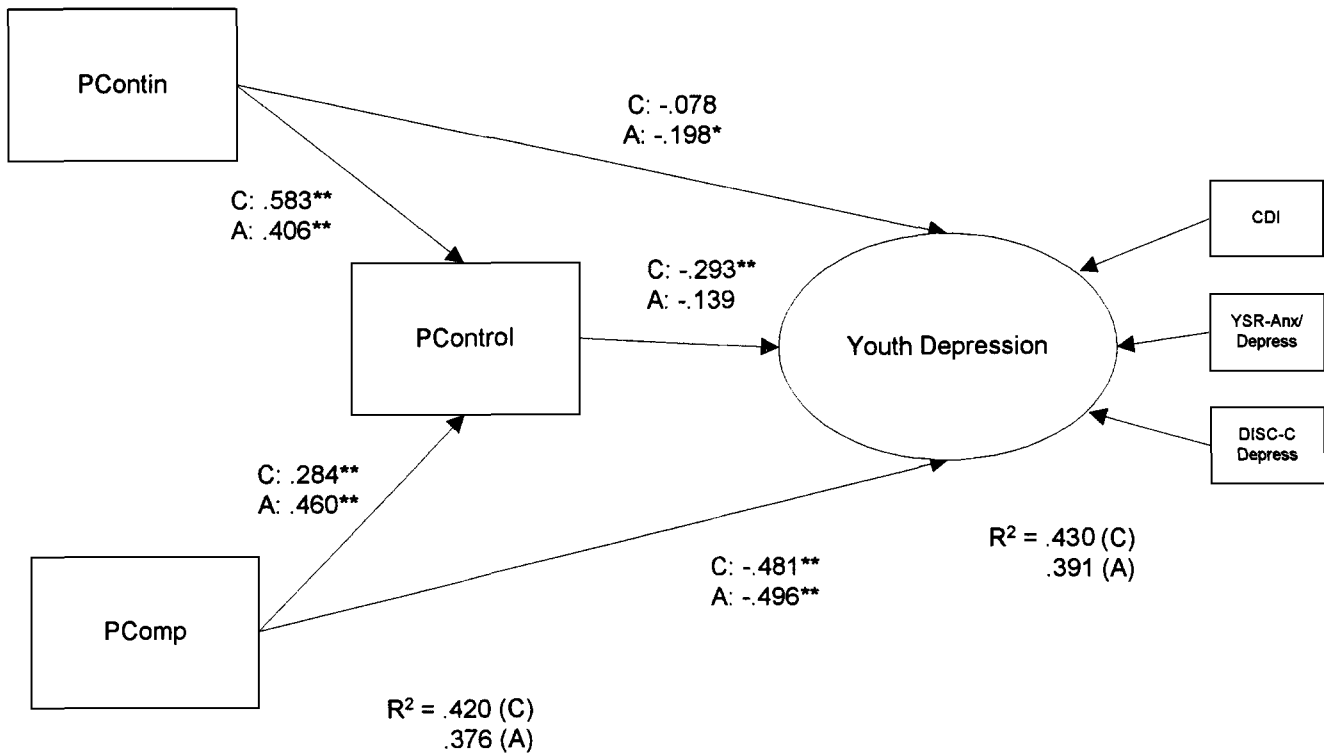 PContin
C: -.078
A: -.198*
C: .583**
A: .406**
CDI
C: -.293**
A: -.139
PControl
Youth Depression
YSR-Anx/
Depress
DISC-C
Depress
C: .284**
A: .460**
R² = .430 (C)
.391 (A)
C: -.481**
A: -.496**
PComp
R² = .420 (C)
.376 (A)